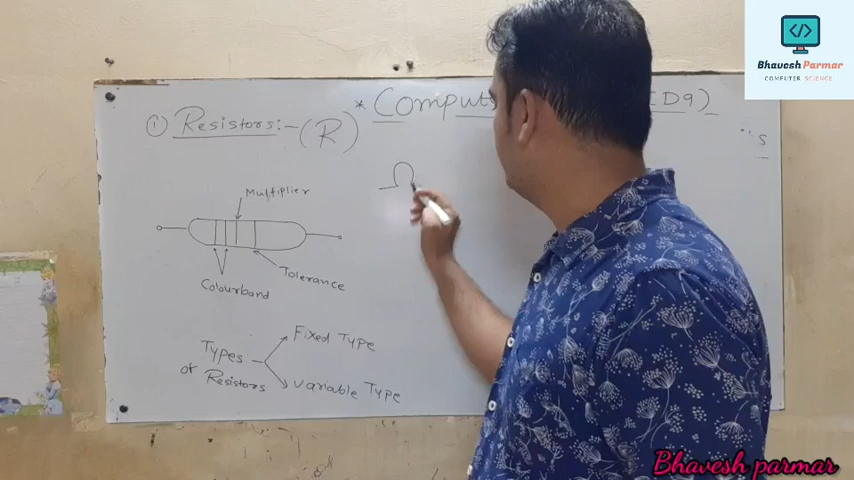 </>
Bhavesh Parmar
COMPUTER SCIENCE
① Resistors:-(R)
* Comput
ED9)
Multiplier
Colourband
Tolerance
Types of Resistors
Fixed Type
Variable Type
Ω
Bhavesh parmar